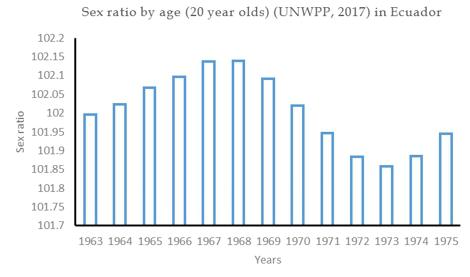 Sex ratio by age (20 year olds) (UNWPP, 2017) in Ecuador
102.2
102.15
102.1
102.05
102
101.95
101.9
101.85
101.8
101.75
101.7
Sex ratio
1963 1964 1965 1966 1967 1968 1969 1970 1971 1972 1973 1974 1975
Years